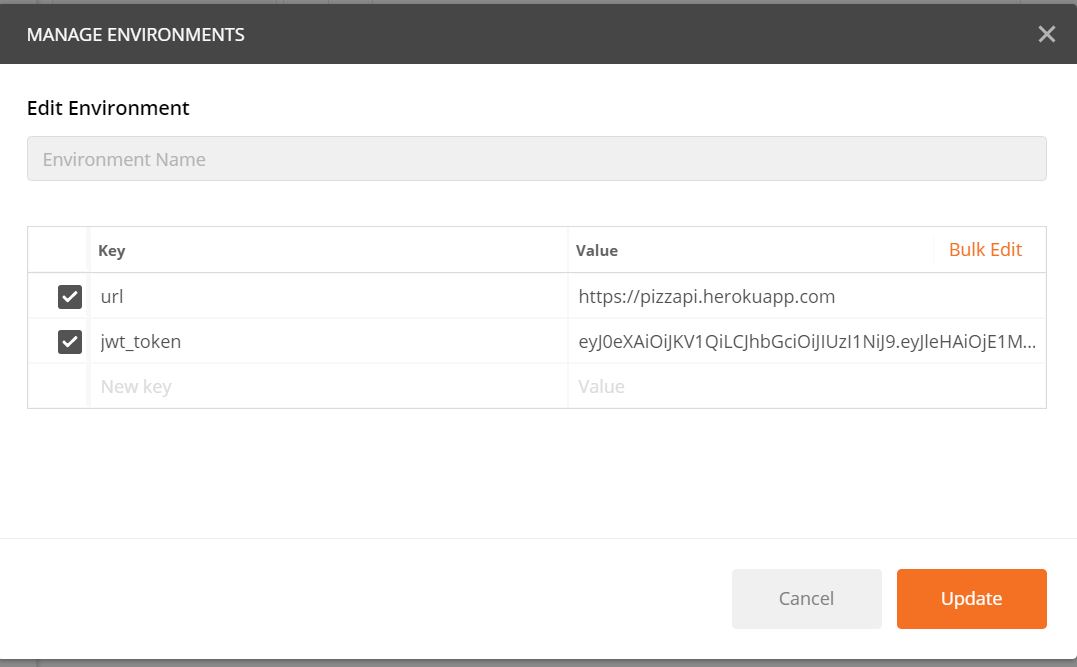 MANAGE ENVIRONMENTS
Edit Environment
Environment Name
Key Value Bulk Edit
url https://pizzapi.herokuapp.com
jwt_token eyJ0eXAiOiJKV1QiLCJhbGciOiJIUzI1NiJ9.eyJleHAiOjE1M...
New key Value
Cancel Update